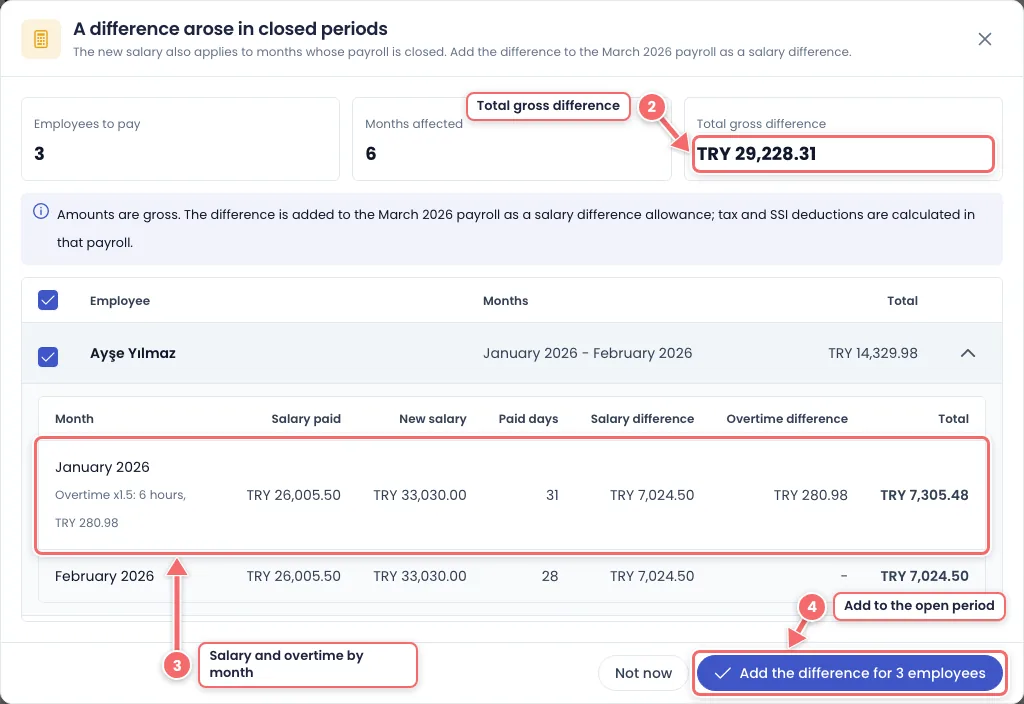 A difference arose in closed periods
The new salary also applies to months whose payroll is closed. Add the difference to the March 2026 payroll as a salary difference.
Total gross difference
2
Employees to pay
Months affected
Total gross difference
3
6
TRY 29,228.31
Amounts are gross. The difference is added to the March 2026 payroll as a salary difference allowance; tax and SSI deductions are calculated in
that payroll.
Employee Months Total
Ayşe Yılmaz January 2026 - February 2026 TRY 14,329.98
Month Salary paid New salary Paid days Salary difference Overtime difference Total
January 2026
Overtime x1.5: 6 hours,
TRY 280.98
TRY 26,005.50 TRY 33,030.00 31 TRY 7,024.50 TRY 280.98 TRY 7,305.48
February 2026 TRY 26,005.50 TRY 33,030.00 28 TRY 7,024.50 - TRY 7,024.50
4
Add to the open period
3
Salary and overtime by
month
Not now
Add the difference for 3 employees